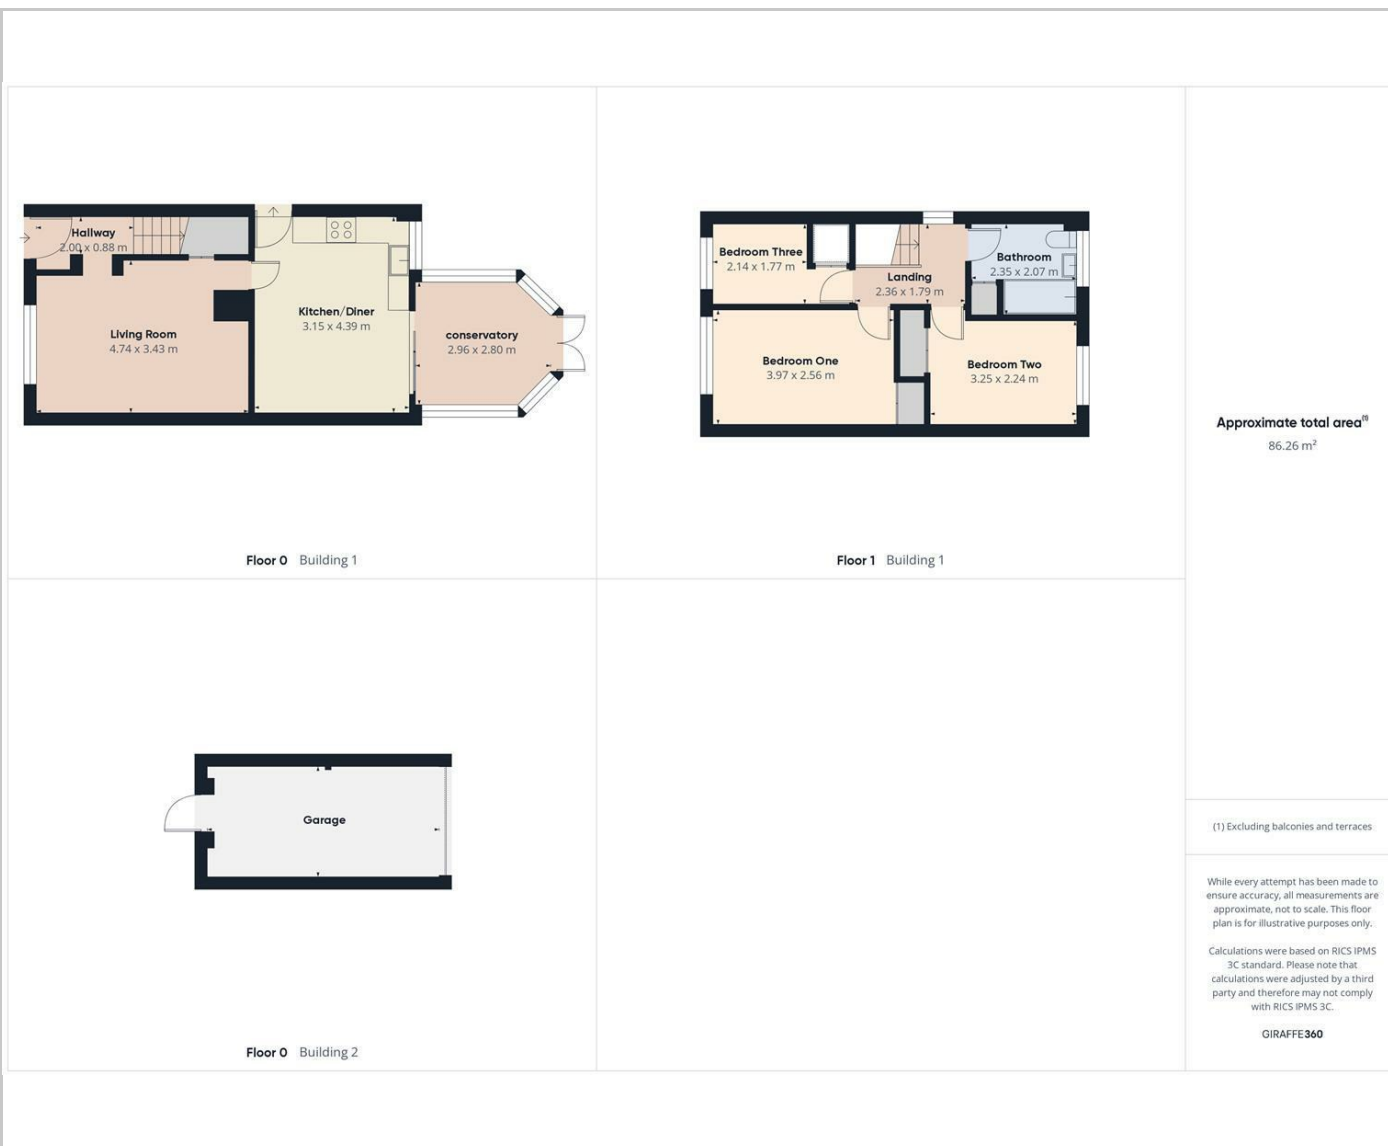 Hallway
2.00 x 0.88 m
Living Room
4.74 x 3.43 m
Kitchen/Diner
3.15 x 4.39 m
conservatory
2.96 x 2.80 m
Floor 0 Building 1
Bedroom Three
2.14 x 1.77 m
Landing
2.36 x 1.79 m
Bathroom
2.35 x 2.07 m
Bedroom One
3.97 x 2.56 m
Bedroom Two
3.25 x 2.24 m
Floor 1 Building 1
Garage
Floor 0 Building 2
Approximate total area(1)
86.26 m²
(1) Excluding balconies and terraces
While every attempt has been made to
ensure accuracy, all measurements are
approximate, not to scale. This floor
plan is for illustrative purposes only.
Calculations were based on RICS IPMS
3C standard. Please note that
calculations were adjusted by a third
party and therefore may not comply
with RICS IPMS 3C.
GIRAFFE360